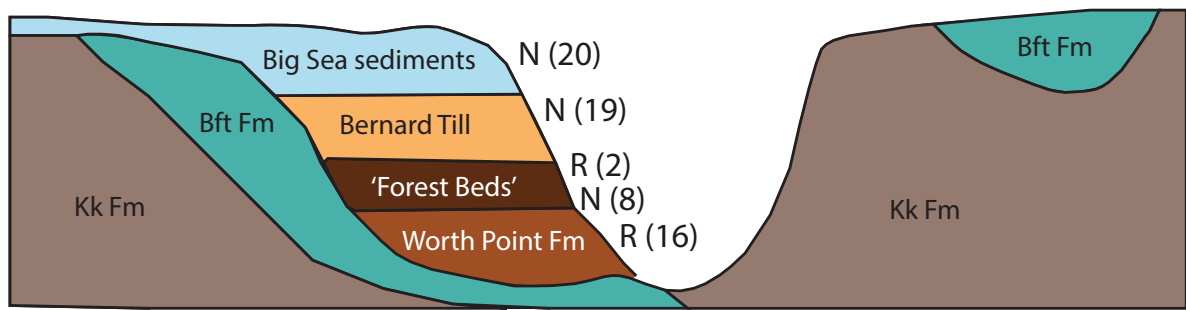 Big Sea sediments
N (20)
Bft Fm
Bft Fm
Bernard Till
N (19)
R (2)
'Forest Beds'
N (8)
Kk Fm
Kk Fm
Worth Point Fm
R (16)